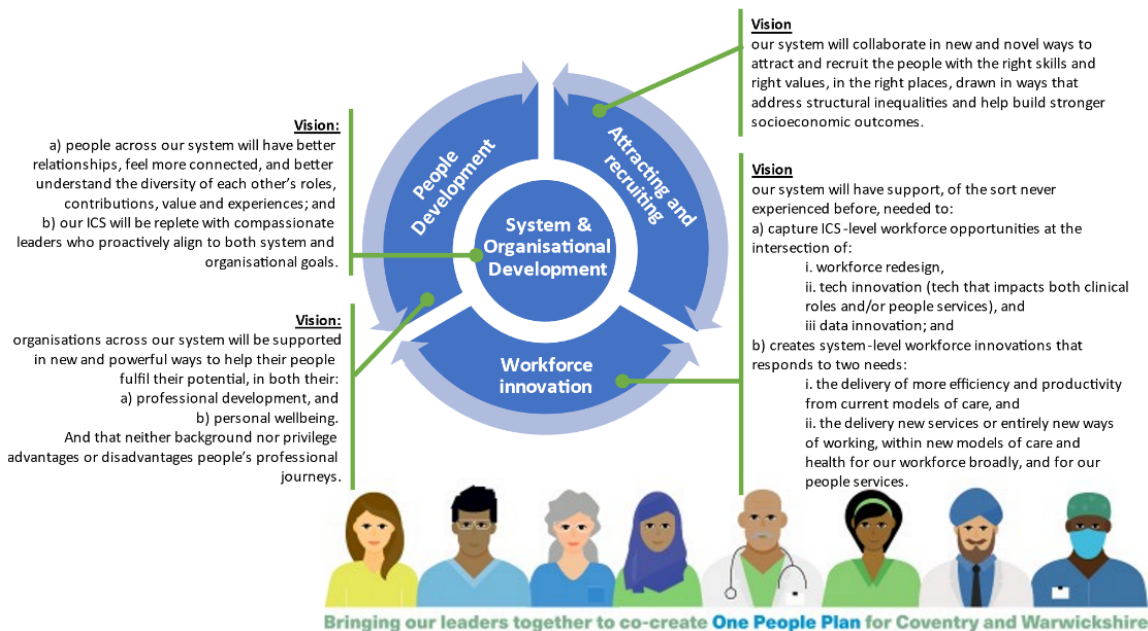 Vision:
a) people across our system will have better
relationships, feel more connected, and better
understand the diversity of each other's roles,
contributions, value and experiences; and
b) our ICS will be replete with compassionate
leaders who proactively align to both system and
organisational goals.
Vision:
organisations across our system will be supported
in new and powerful ways to help their people
fulfil their potential, in both their:
a) professional development, and
b) personal wellbeing.
And that neither background nor privilege
advantages or disadvantages people's professional
journeys.
People
Development
Attracting and
recruiting
System &
Organisational
Development
Workforce
innovation
Vision
our system will collaborate in new and novel ways to
attract and recruit the people with the right skills and
right values, in the right places, drawn in ways that
address structural inequalities and help build stronger
socioeconomic outcomes.
Vision
our system will have support, of the sort never
experienced before, needed to:
a) capture ICS-level workforce opportunities at the
intersection of:
i. workforce redesign,
ii. tech innovation (tech that impacts both clinical
roles and/or people services), and
iii data innovation; and
b) creates system-level workforce innovations that
responds to two needs:
i. the delivery of more efficiency and productivity
from current models of care, and
ii. the delivery new services or entirely new ways
of working, within new models of care and
health for our workforce broadly, and for our
people services.
Bringing our leaders together to co-create One People Plan for Coventry and Warwickshire